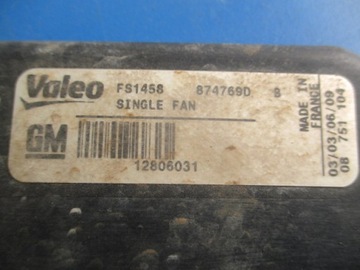 Valeo FS1458 874769D S
SINGLE FAN
GM
12806031
MADE IN
FRANCE
03/03/06/09
08 751 104